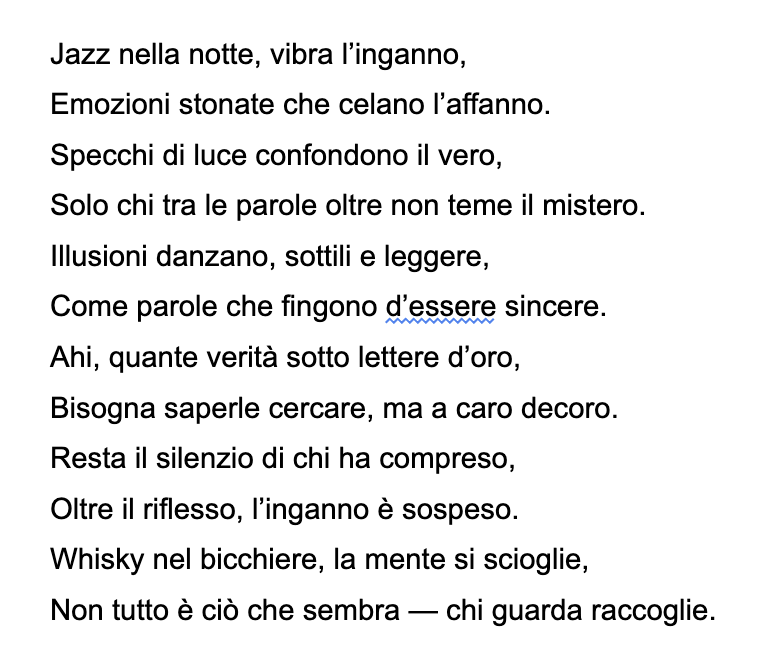 Jazz nella notte, vibra l’inganno,
Emozioni stonate che celano l’affanno.
Specchi di luce confondono il vero,
Solo chi tra le parole oltre non teme il mistero.
Illusioni danzano, sottili e leggere,
Come parole che fingono d’essere sincere.
Ahi, quante verità sotto lettere d’oro,
Bisogna saperle cercare, ma a caro decoro.
Resta il silenzio di chi ha compreso,
Oltre il riflesso, l’inganno è sospeso.
Whisky nel bicchiere, la mente si scioglie,
Non tutto è ciò che sembra — chi guarda raccoglie.